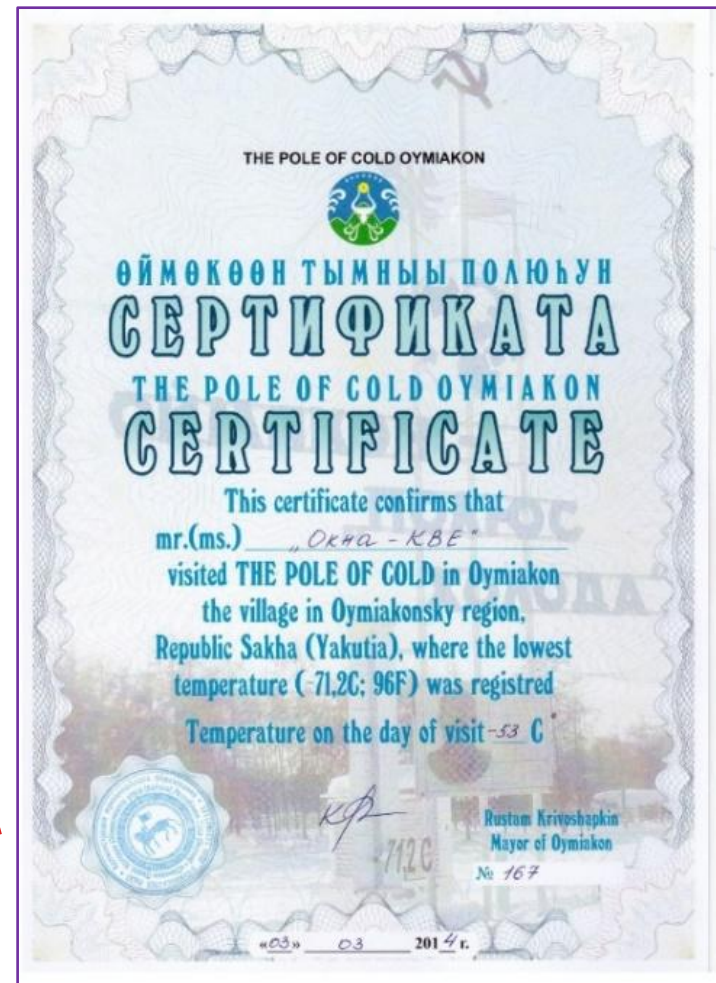 THE POLE OF COLD OYMIAKON
ӨЙМӨКӨӨН ТЫМНЫЫ ПОЛЮҺУН
СЕРТИФИКАТА
THE POLE OF COLD OYMIAKON
CERTIFICATE
This certificate confirms that
mr.(ms.) „Окна - КВЕ"
visited THE POLE OF COLD in Oymiakon
the village in Oymiakonsky region,
Republic Sakha (Yakutia), where the lowest
temperature (-71,2C; 96F) was registred
Temperature on the day of visit -53 C°
-71,2 C
Rustam Krivoshapkin
Mayor of Oymiakon
№ 167
«03» 03 2014 г.